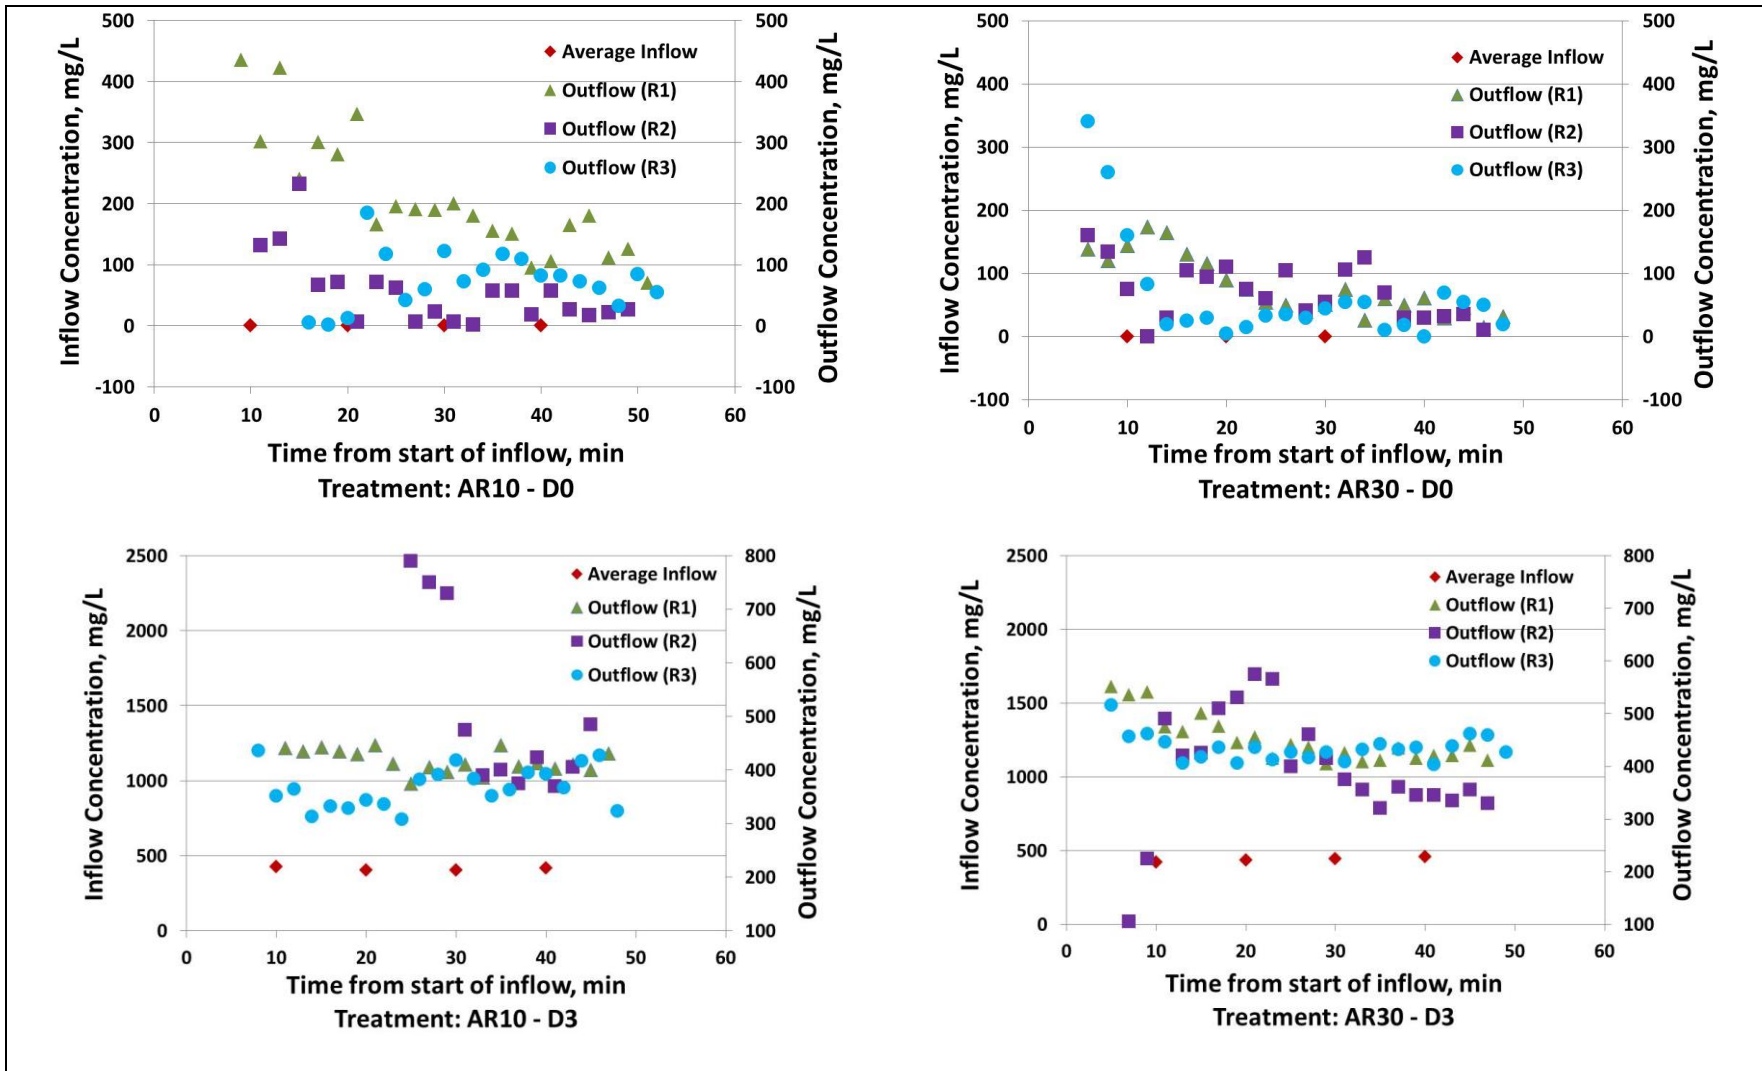 500
400
300
200
100
0
-100
Inflow Concentration, mg/L
500
400
300
200
100
0
-100
Outflow Concentration, mg/L
Average Inflow
Outflow (R1)
Outflow (R2)
Outflow (R3)
0 10 20 30 40 50 60
Time from start of inflow, min
Treatment: AR10 - D0
500
400
300
200
100
0
-100
Inflow Concentration, mg/L
500
400
300
200
100
0
-100
Outflow Concentration, mg/L
Average Inflow
Outflow (R1)
Outflow (R2)
Outflow (R3)
0 10 20 30 40 50 60
Time from start of inflow, min
Treatment: AR30 - D0
2500
2000
1500
1000
500
0
Inflow Concentration, mg/L
800
700
600
500
400
300
200
100
Outflow Concentration, mg/L
Average Inflow
Outflow (R1)
Outflow (R2)
Outflow (R3)
0 10 20 30 40 50 60
Time from start of inflow, min
Treatment: AR10 - D3
2500
2000
1500
1000
500
0
Inflow Concentration, mg/L
800
700
600
500
400
300
200
100
Outflow Concentration, mg/L
Average Inflow
Outflow (R1)
Outflow (R2)
Outflow (R3)
0 10 20 30 40 50 60
Time from start of inflow, min
Treatment: AR30 - D3